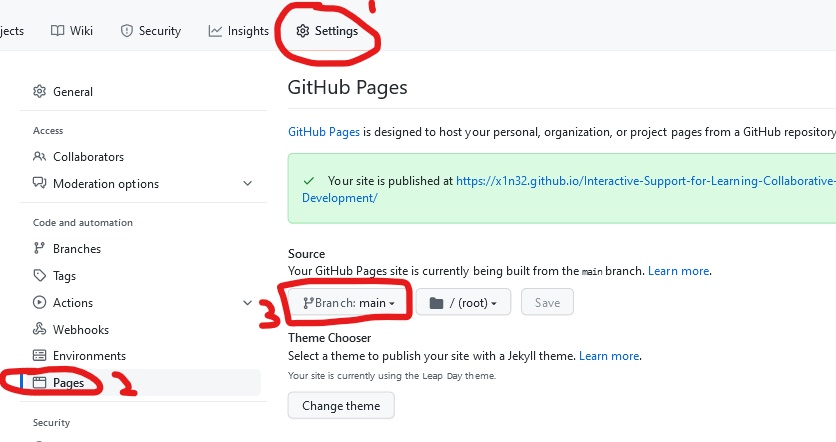 jects Wiki Security Insights Settings
General
GitHub Pages
Access
GitHub Pages is designed to host your personal, organization, or project pages from a GitHub repository
Collaborators
Moderation options
Your site is published at https://x1n32.github.io/Interactive-Support-for-Learning-Collaborative-
Development/
Code and automation
Branches
Source
Your GitHub Pages site is currently being built from the main branch. Learn more.
Tags
Actions
3
Branch: main
/ (root)
Save
Webhooks
Theme Chooser
Environments
Select a theme to publish your site with a Jekyll theme. Learn more.
Your site is currently using the Leap Day theme.
Pages
2
Change theme
Security